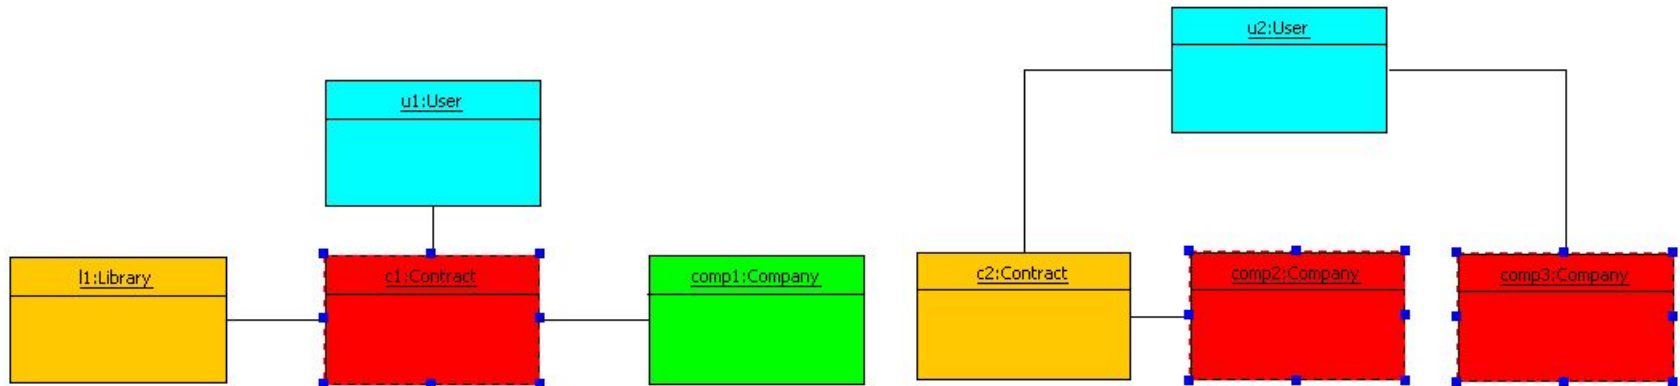 u2:User
u1:User
l1:Library
c1:Contract
comp1:Company
c2:Contract
comp2:Company
comp3:Company